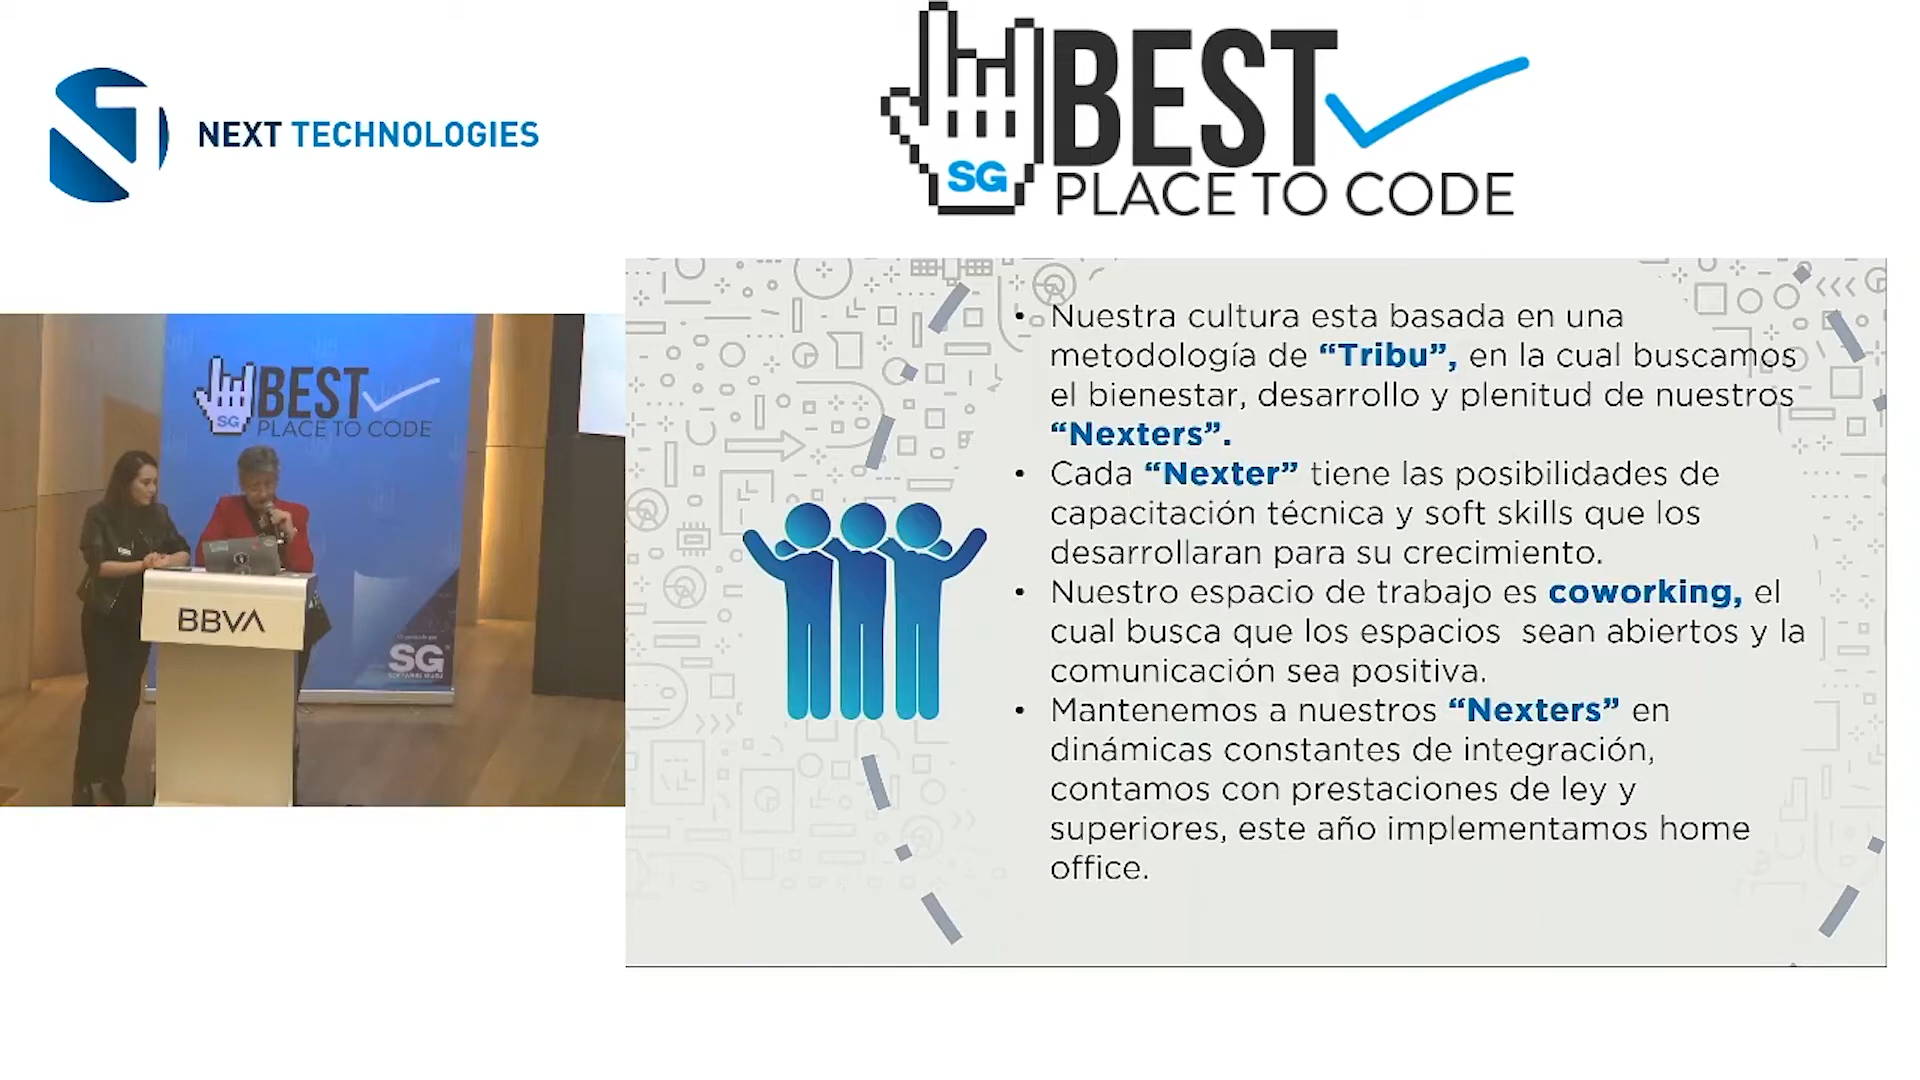 NEXT TECHNOLOGIES
BEST
PLACE TO CODE
SG
BEST
PLACE TO CODE
SG
BBVA
SG
• Nuestra cultura esta basada en una
metodología de “Tribu”, en la cual buscamos
el bienestar, desarrollo y plenitud de nuestros
“Nexters”.
• Cada “Nexter” tiene las posibilidades de
capacitación técnica y soft skills que los
desarrollaran para su crecimiento.
• Nuestro espacio de trabajo es coworking, el
cual busca que los espacios sean abiertos y la
comunicación sea positiva.
• Mantenemos a nuestros “Nexters” en
dinámicas constantes de integración,
contamos con prestaciones de ley y
superiores, este año implementamos home
office.